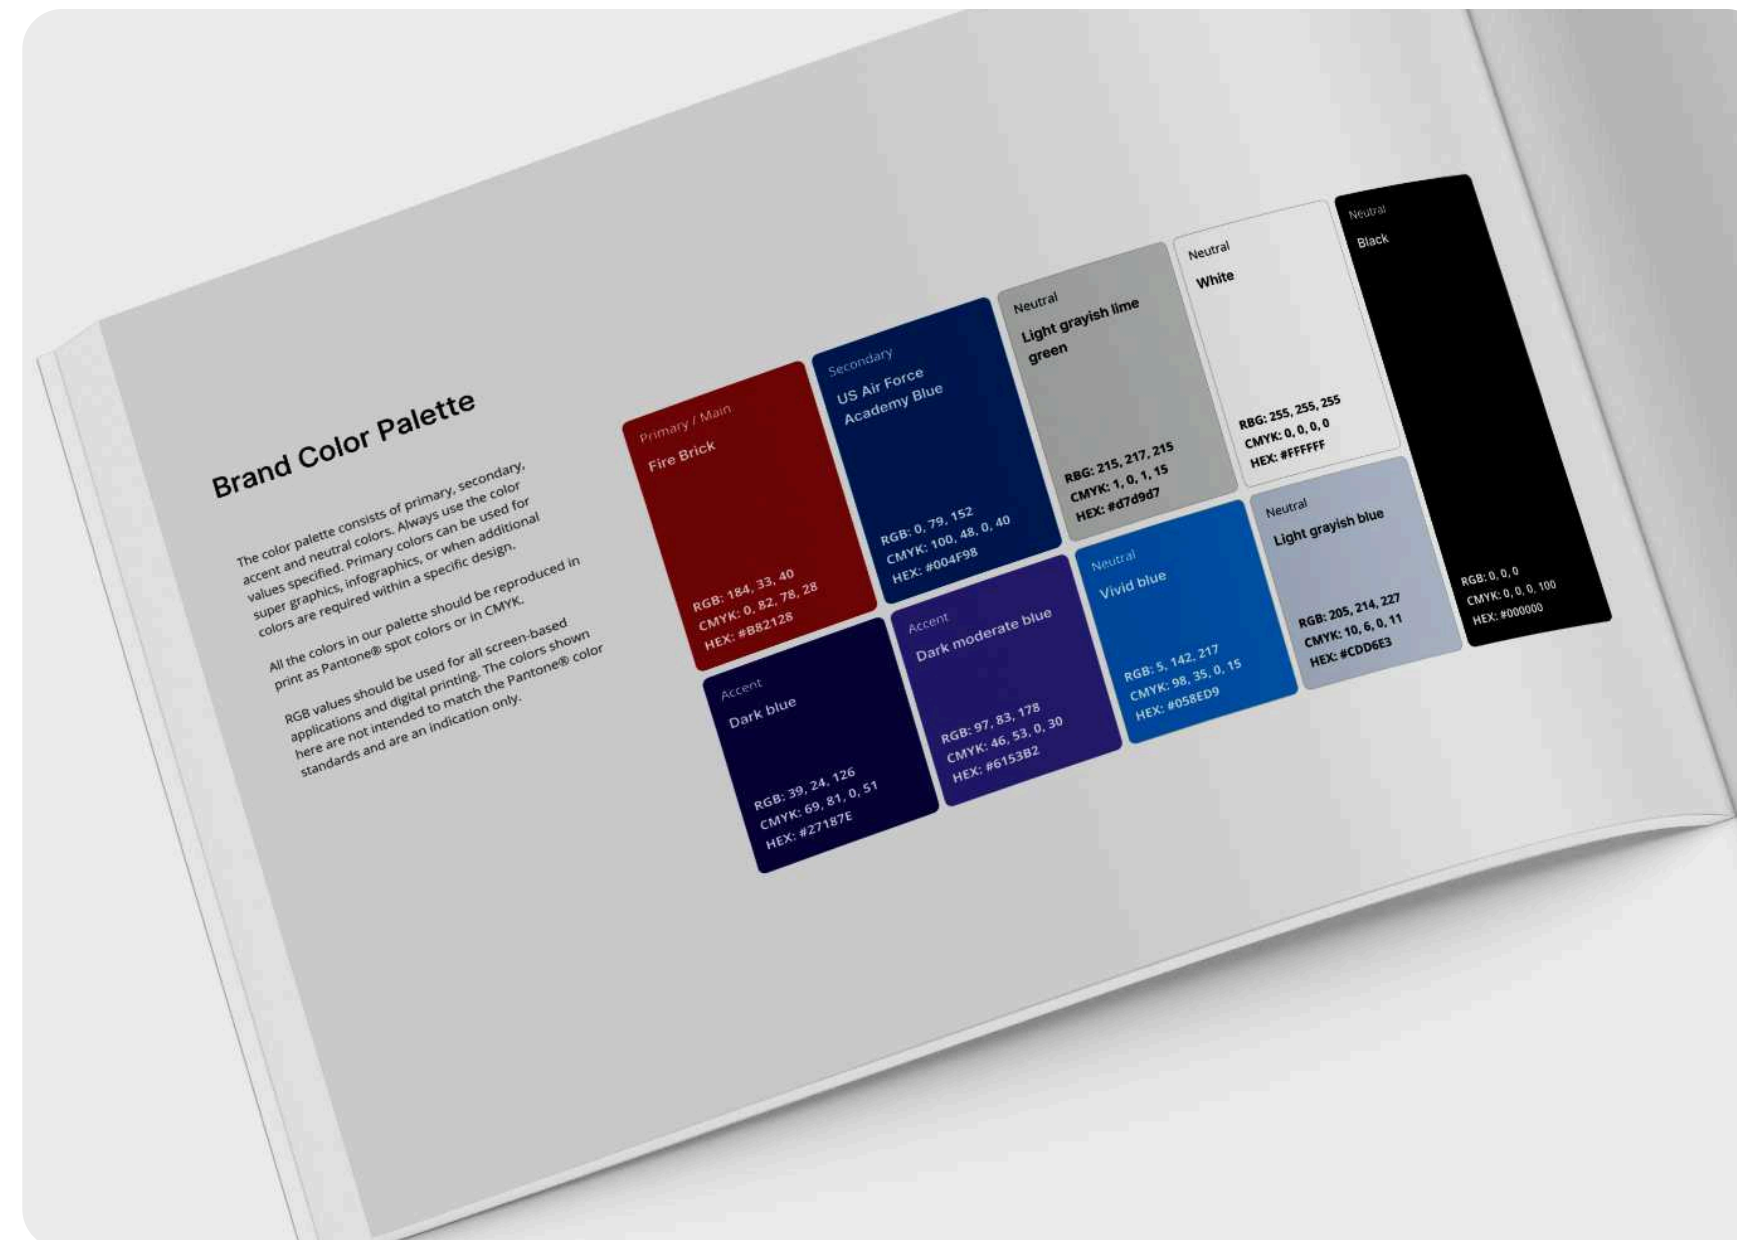 Brand Color Palette
The color palette consists of primary, secondary,
accent and neutral colors. Always use the color
values specified. Primary colors can be used for
super graphics, infographics, or when additional
colors are required within a specific design.
All the colors in our palette should be reproduced in
print as Pantone® spot colors or in CMYK.
RGB values should be used for all screen-based
applications and digital printing. The colors shown
here are not intended to match the Pantone® color
standards and are an indication only.
Primary / Main
Fire Brick
RGB: 184, 33, 40
CMYK: 0, 82, 78, 28
HEX: #B82128
Secondary
US Air Force
Academy Blue
RGB: 0, 79, 152
CMYK: 100, 48, 0, 40
HEX: #004F98
Neutral
Light grayish lime
green
RBG: 215, 217, 215
CMYK: 1, 0, 1, 15
HEX: #d7d9d7
Neutral
White
RBG: 255, 255, 255
CMYK: 0, 0, 0, 0
HEX: #FFFFFF
Neutral
Black
RGB: 0, 0, 0
CMYK: 0, 0, 0, 100
HEX: #000000
Accent
Dark blue
RGB: 39, 24, 126
CMYK: 69, 81, 0, 51
HEX: #27187E
Accent
Dark moderate blue
RGB: 97, 83, 178
CMYK: 46, 53, 0, 30
HEX: #6153B2
Neutral
Vivid blue
RGB: 5, 142, 217
CMYK: 98, 35, 0, 15
HEX: #058ED9
Neutral
Light grayish blue
RGB: 205, 214, 227
CMYK: 10, 6, 0, 11
HEX: #CDD6E3